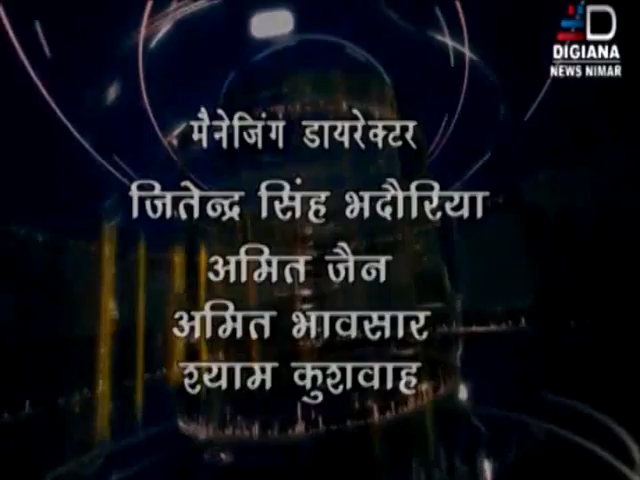 DIGIANA
NEWS NIMAR
मैनेजिंग डायरेक्टर
जितेन्द्र सिंह भदौरिया
अमित जैन
अमित भावसार
श्याम कुशवाह